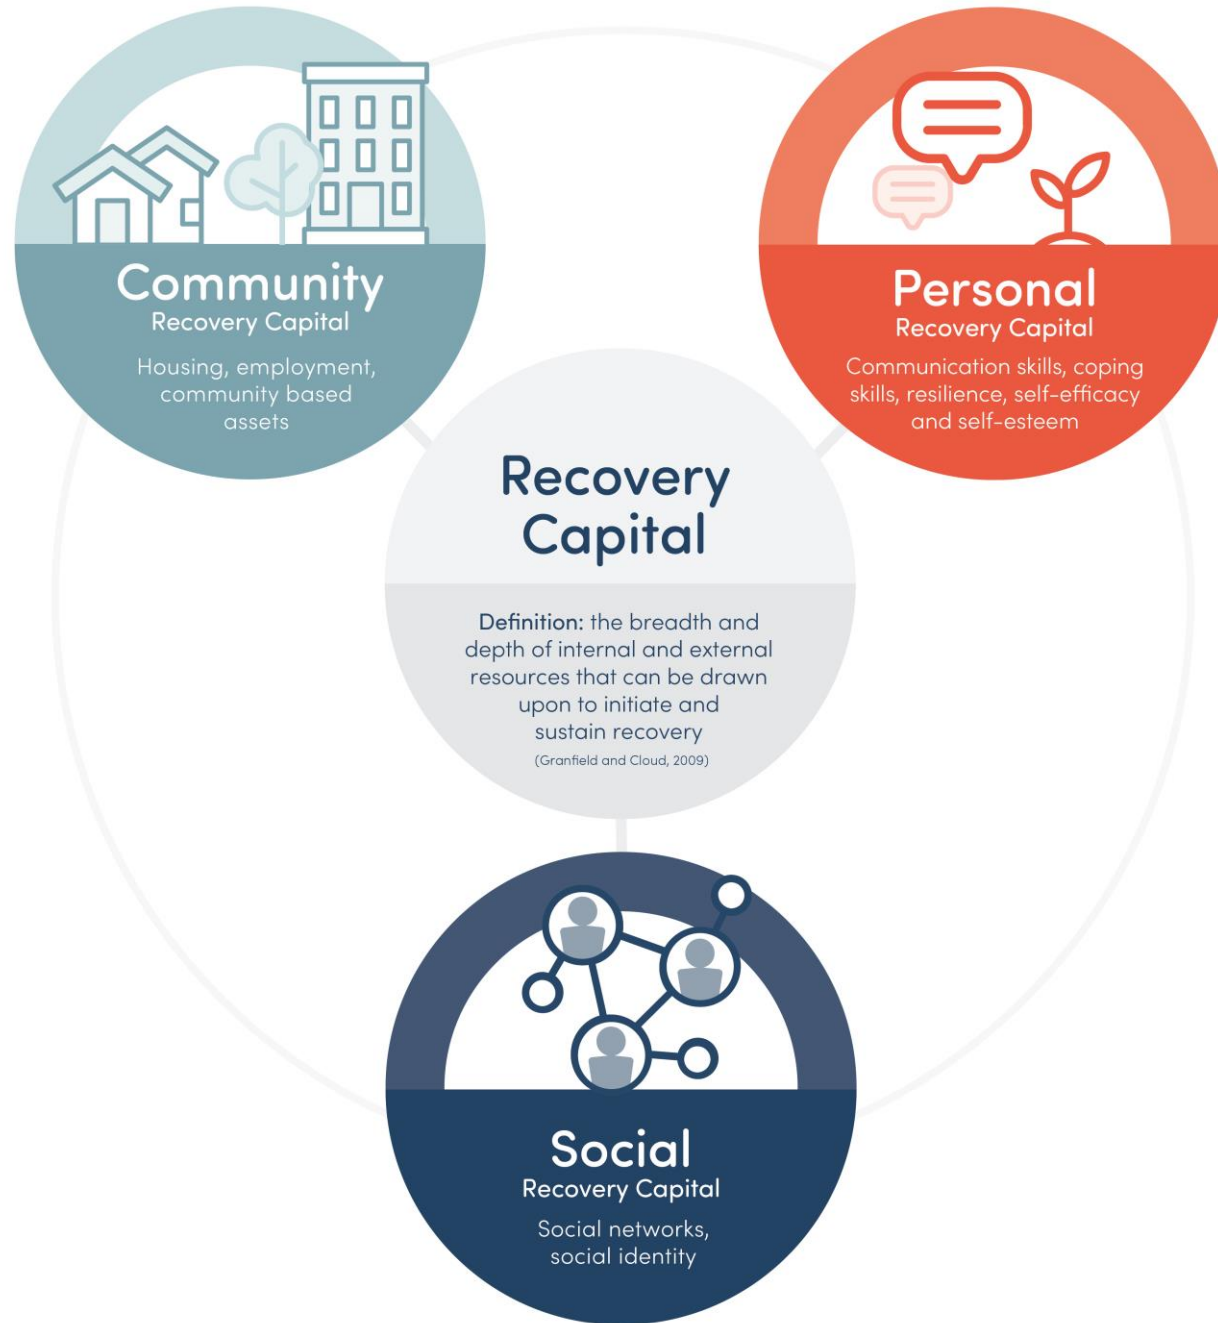 Community
Recovery Capital
Housing, employment,
community based
assets
Personal
Recovery Capital
Communication skills, coping
skills, resilience, self-efficacy
and self-esteem
Recovery
Capital
Definition: the breadth and
depth of internal and external
resources that can be drawn
upon to initiate and
sustain recovery
(Granfield and Cloud, 2009)
Social
Recovery Capital
Social networks,
social identity